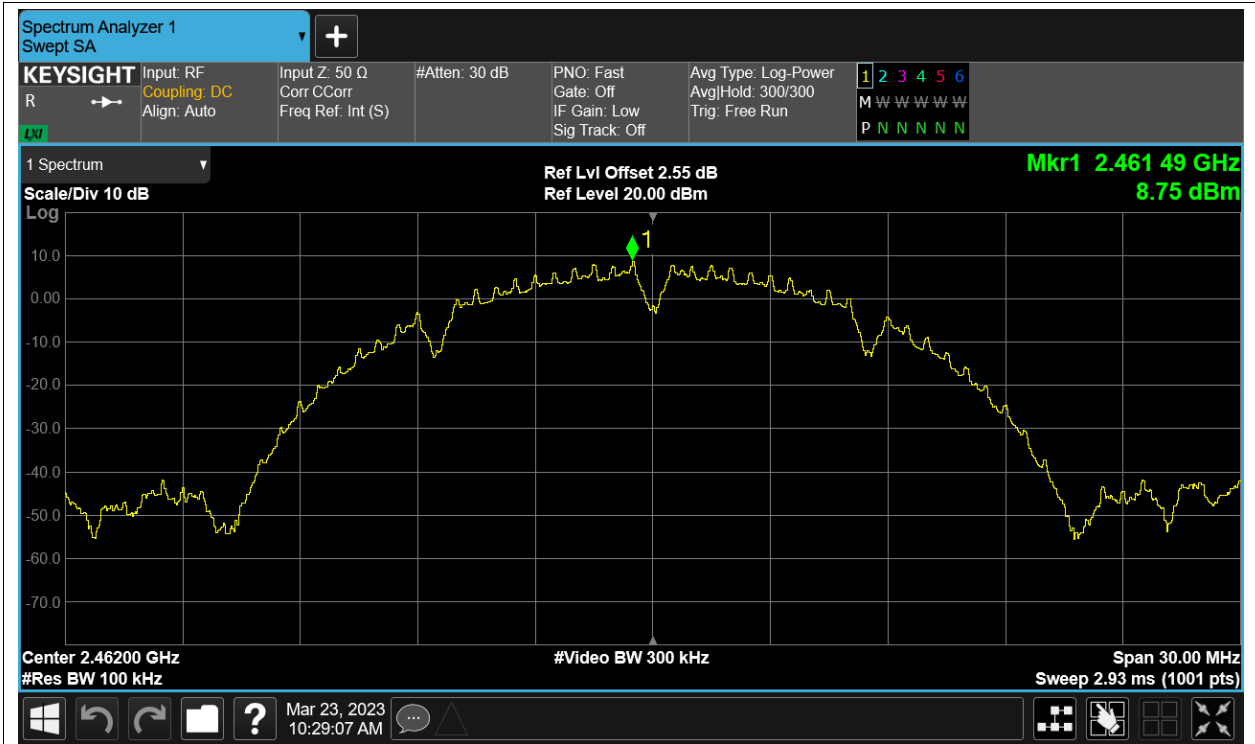 Spectrum Analyzer 1
Swept SA
KEYSIGHT
R
LXI
Input: RF
Coupling: DC
Align: Auto
Input Z: 50 Ω
Corr CCorr
Freq Ref: Int (S)
#Atten: 30 dB
PNO: Fast
Gate: Off
IF Gain: Low
Sig Track: Off
Avg Type: Log-Power
Avg|Hold: 300/300
Trig: Free Run
1 2 3 4 5 6
M W W W W W W
P N N N N N
1 Spectrum
Scale/Div 10 dB
Ref Lvl Offset 2.55 dB
Ref Level 20.00 dBm
Mkr1 2.461 49 GHz
8.75 dBm
Log
1
10.0
0.00
-10.0
-20.0
-30.0
-40.0
-50.0
-60.0
-70.0
Center 2.46200 GHz
#Video BW 300 kHz
Span 30.00 MHz
#Res BW 100 kHz
Sweep 2.93 ms (1001 pts)
?
Mar 23, 2023
10:29:07 AM